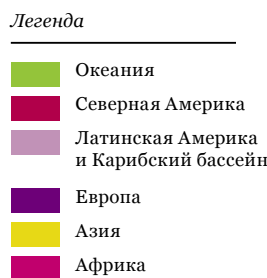 Легенда
Океания
Северная Америка
Латинская Америка
и Карибский бассейн
Европа
Азия
Африка